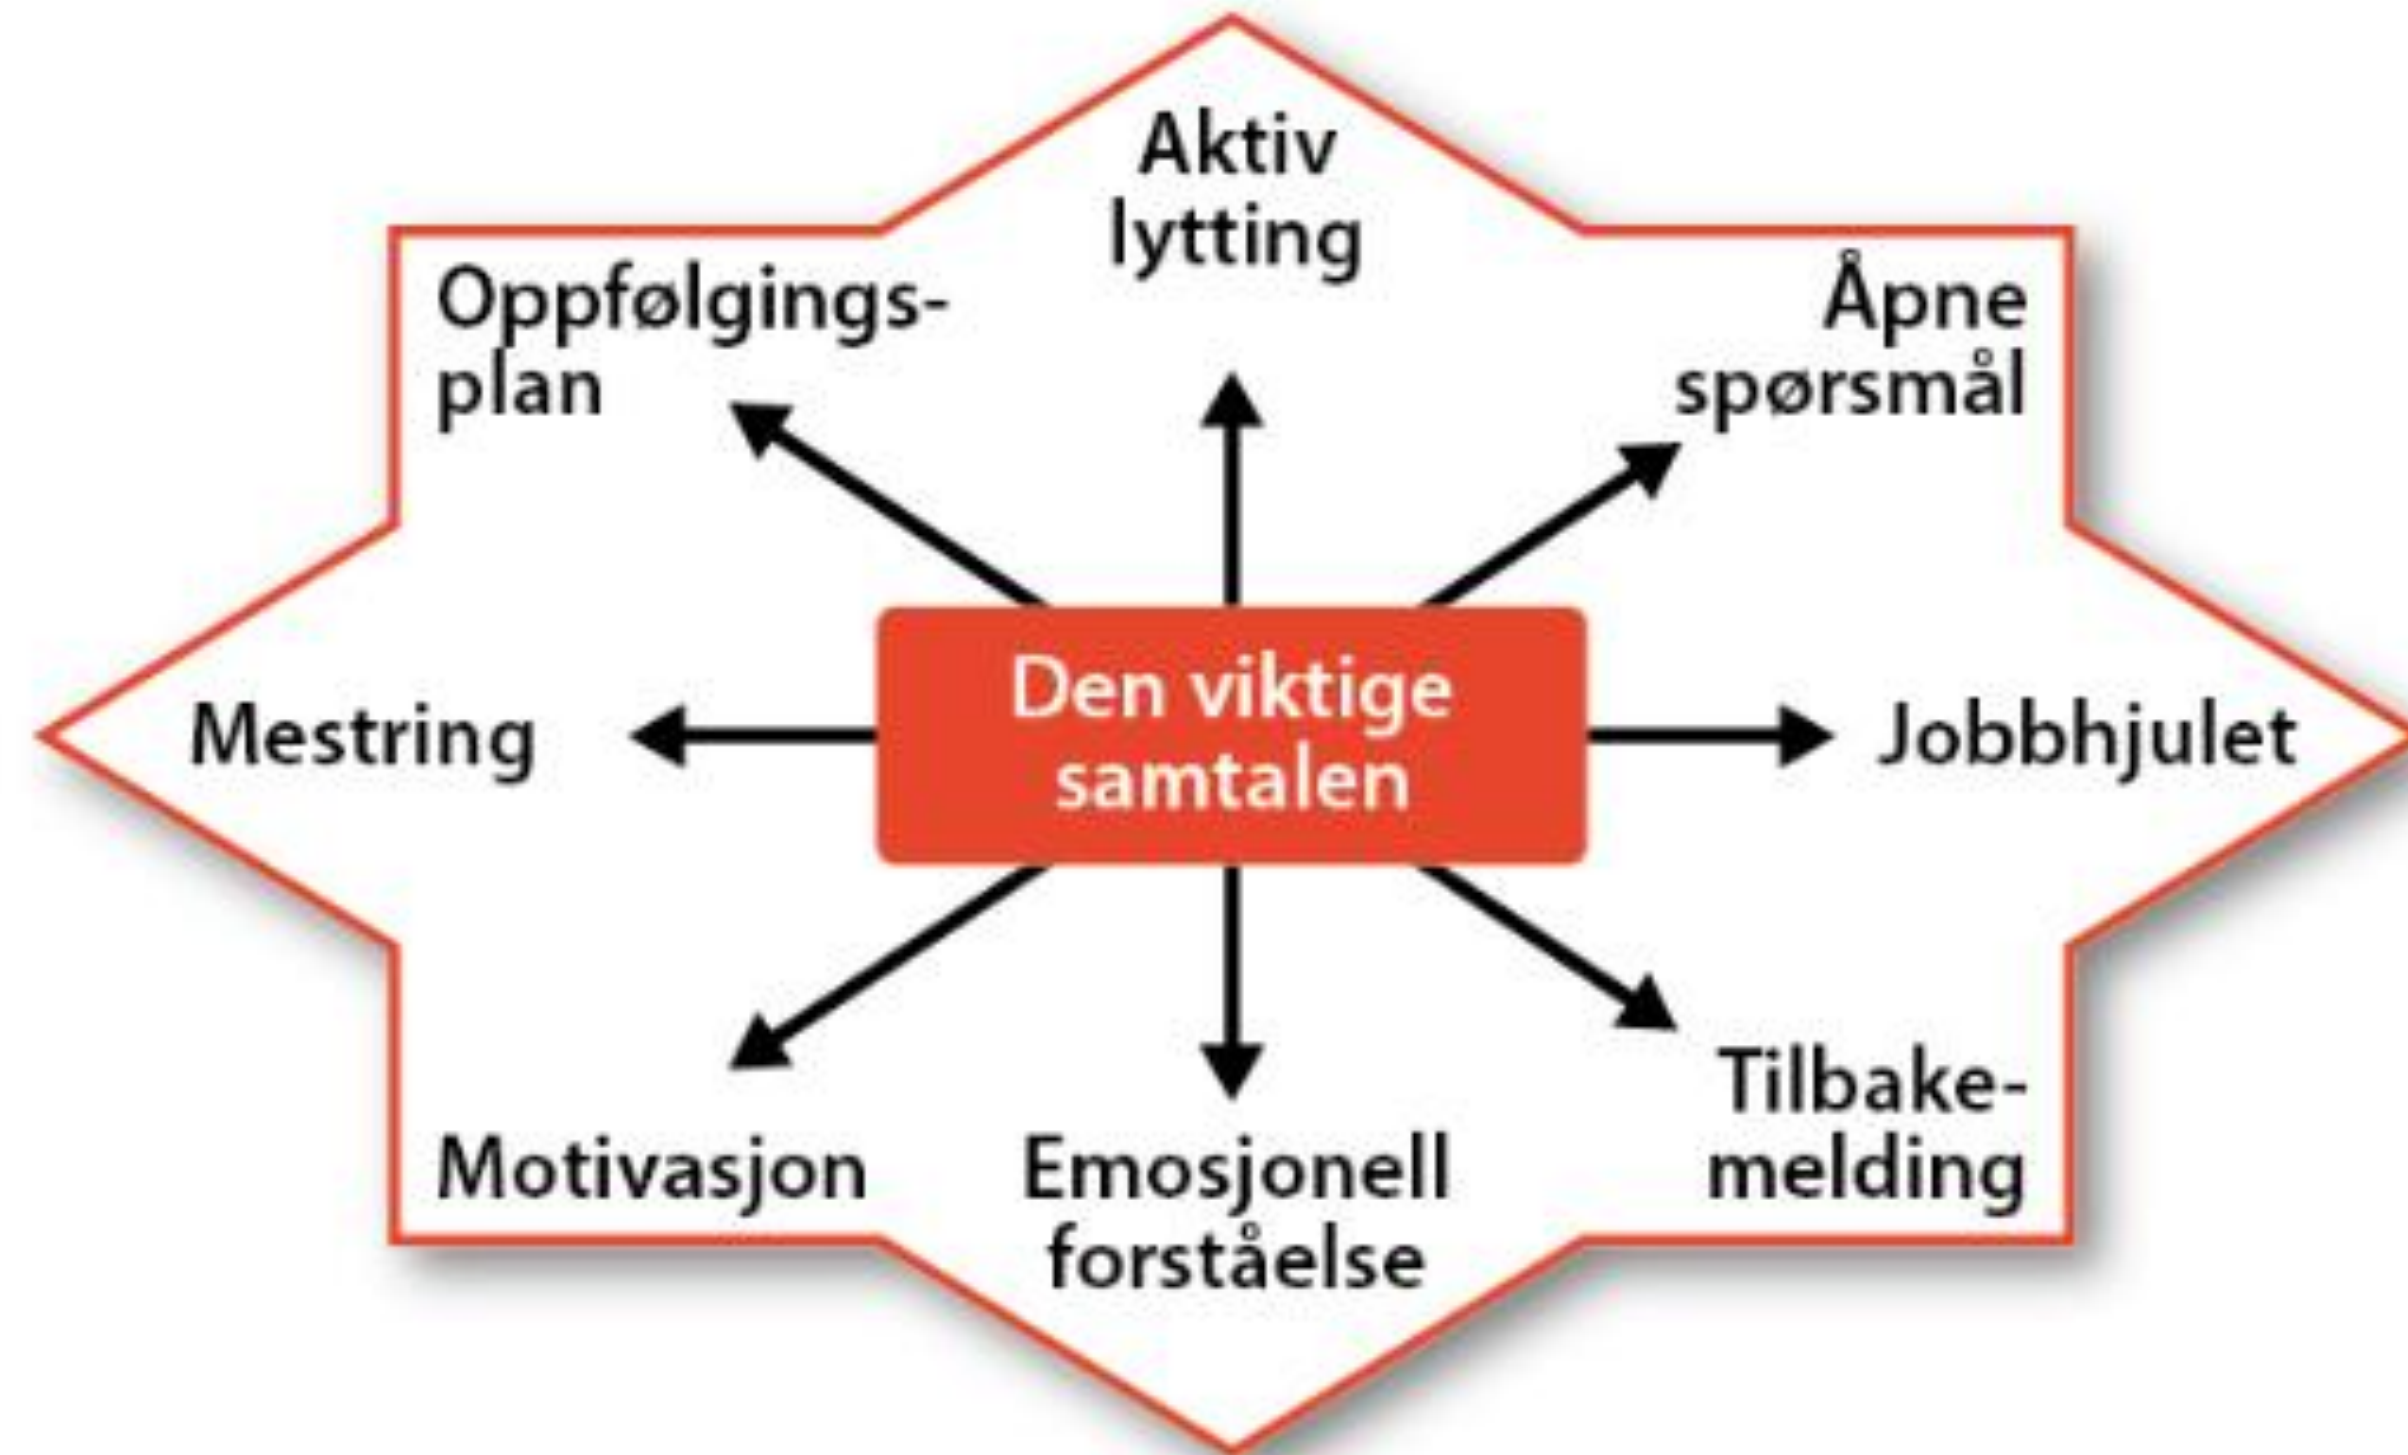 Aktiv
lytting
Åpne
spørsmål
Jobbhjulet
Tilbake-
melding
Emosjonell
forståelse
Motivasjon
Mestring
Oppfølgings-
plan
Den viktige
samtalen